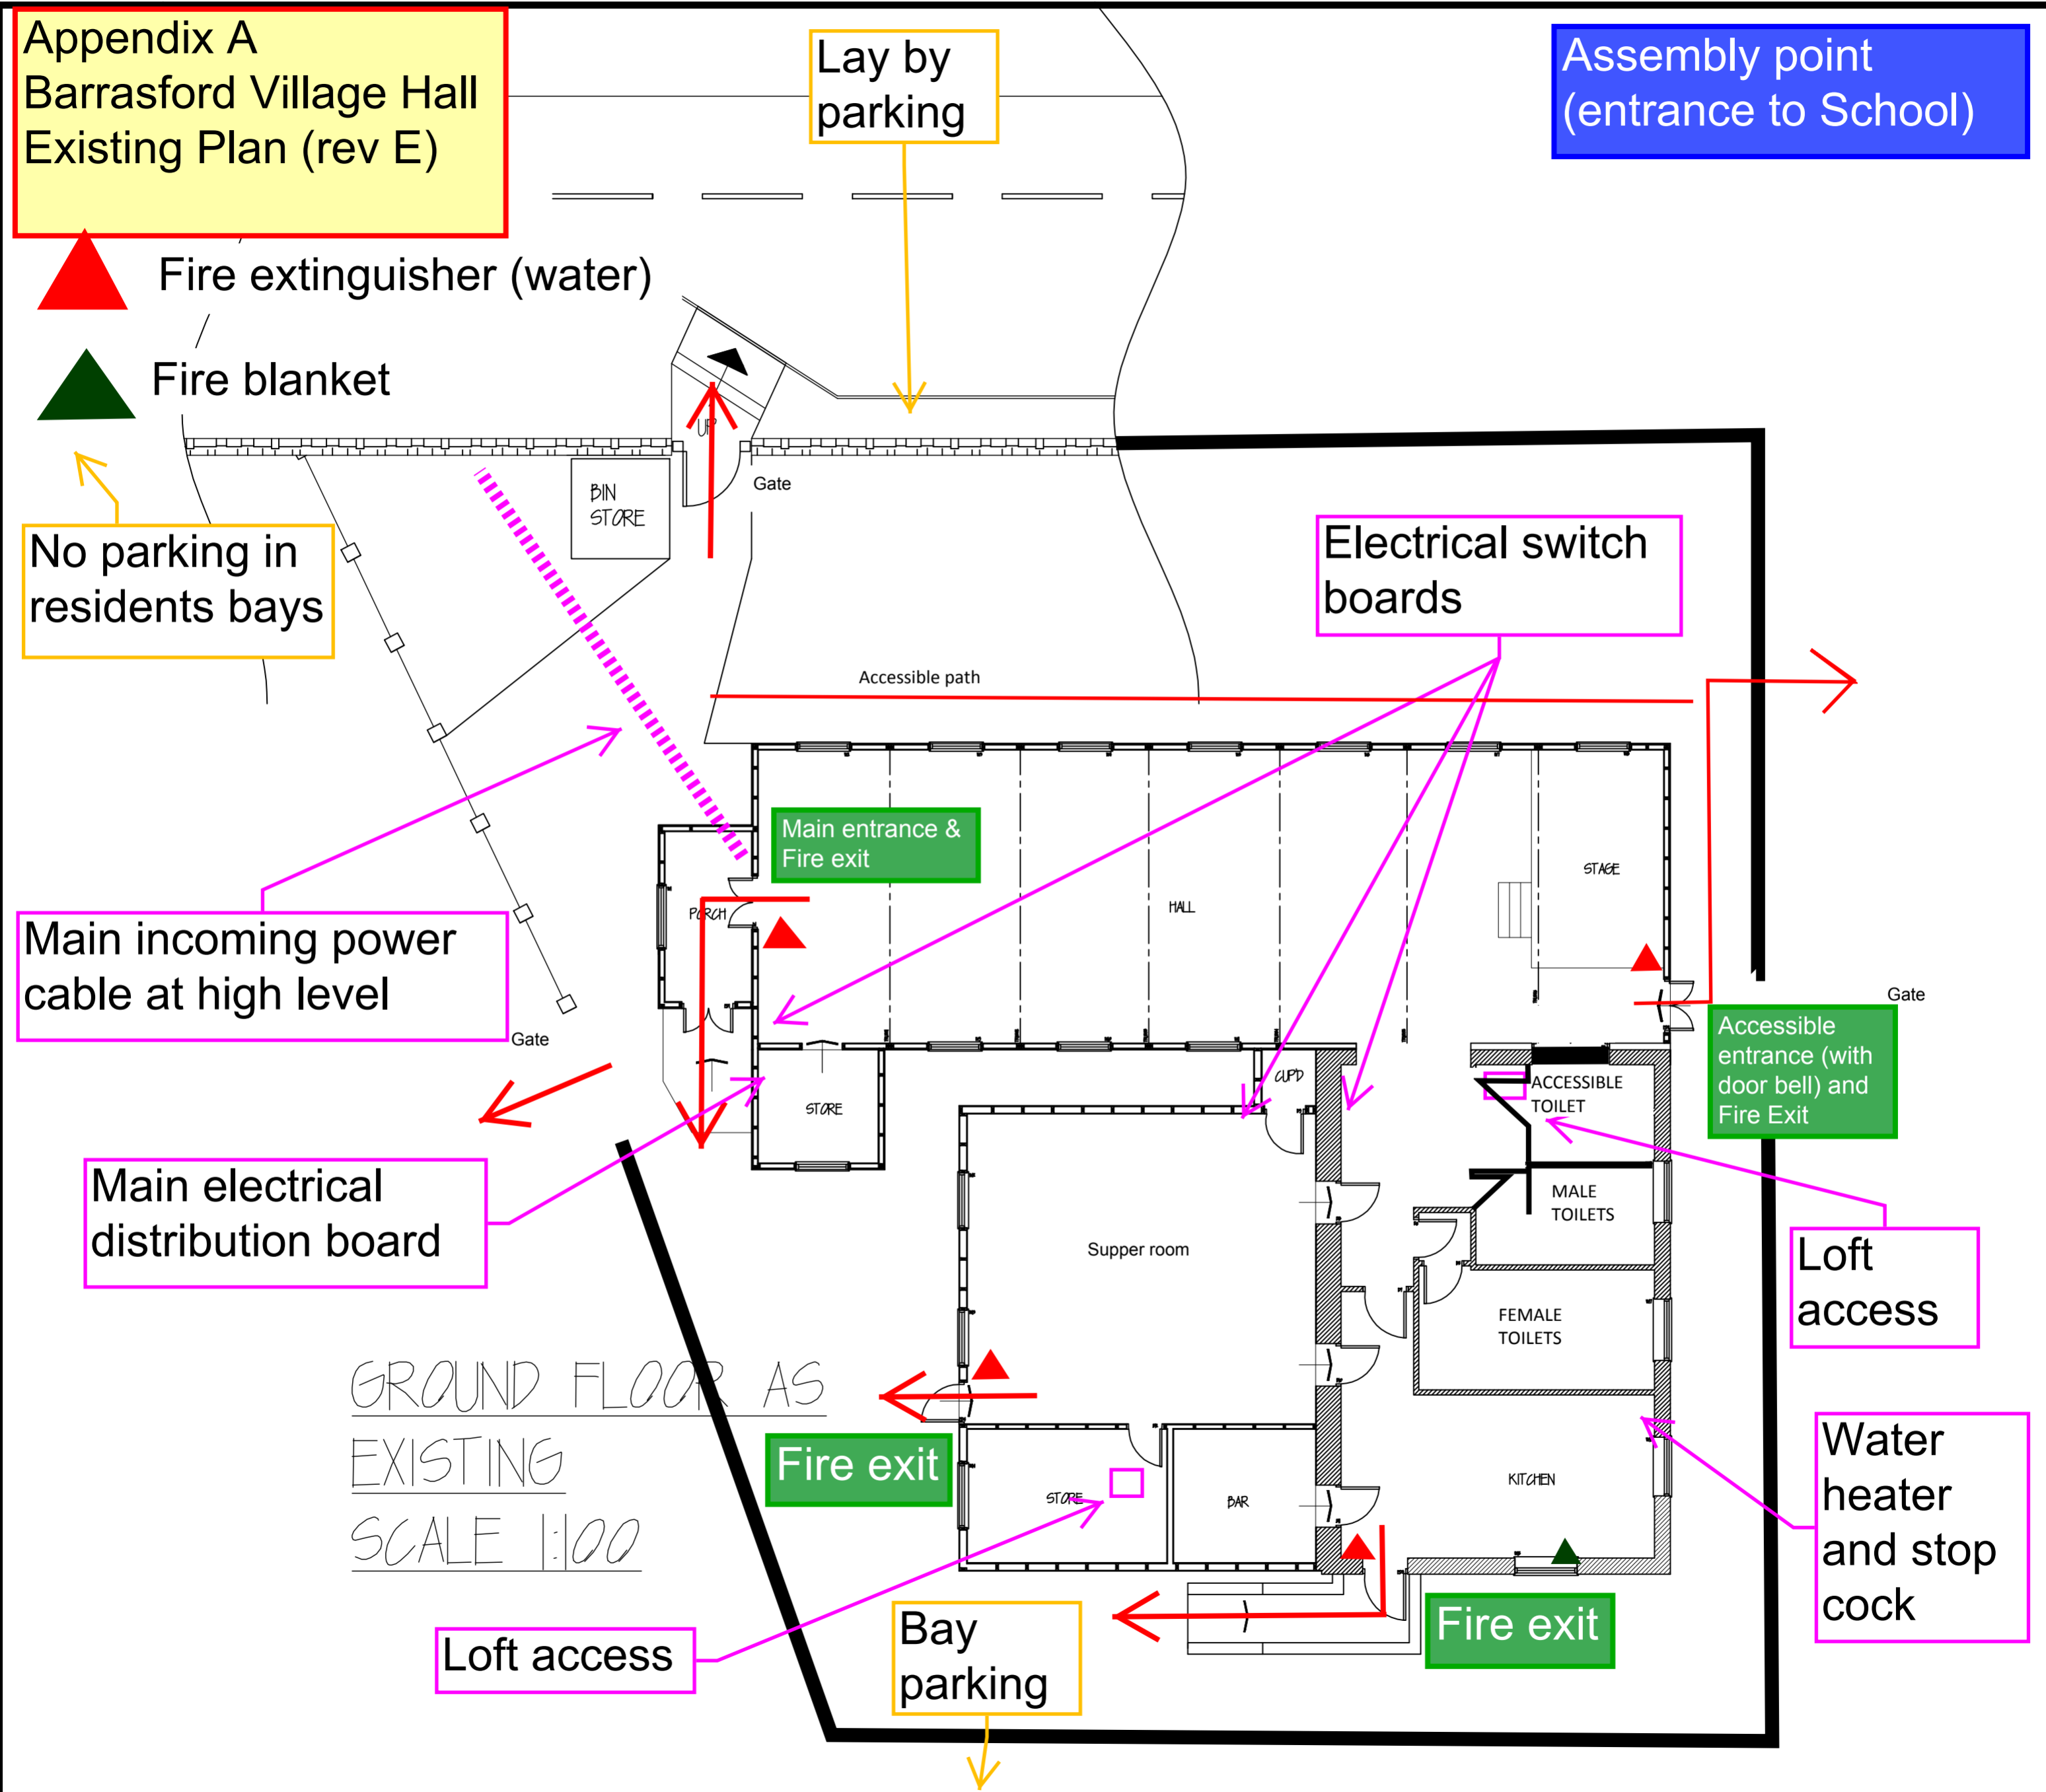 Appendix A
Barrasford Village Hall
Existing Plan (rev E)
Lay by
parking
Assembly point
(entrance to School)
Fire extinguisher (water)
Fire blanket
UP
Gate
BIN
STORE
No parking in
residents bays
Electrical switch
boards
Accessible path
Main entrance &
Fire exit
STAGE
HALL
PORCH
Main incoming power
cable at high level
Gate
Gate
Accessible
entrance (with
door bell) and
Fire Exit
CUP'D
ACCESSIBLE
TOILET
STORE
Main electrical
distribution board
MALE
TOILETS
Supper room
Loft
access
FEMALE
TOILETS
GROUND FLOOR AS
EXISTING
SCALE 1:100
Fire exit
STORE
BAR
KITCHEN
Water
heater
and stop
cock
Loft access
Bay
parking
Fire exit